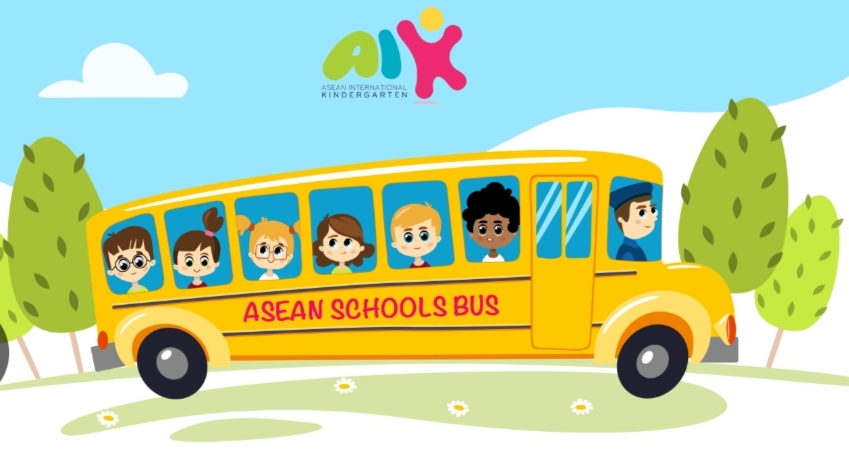 AIK
ASEAN INTERNATIONAL
KINDERGARTEN
ASEAN SCHOOLS BUS